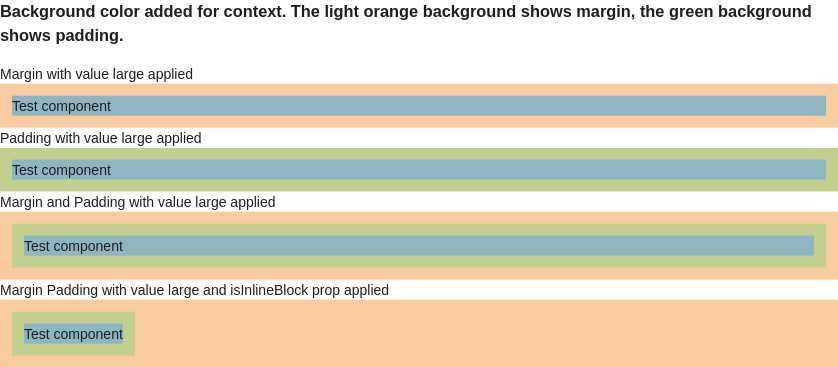 Background color added for context. The light orange background shows margin, the green background
shows padding.
Margin with value large applied
Test component
Padding with value large applied
Test component
Margin and Padding with value large applied
Test component
Margin Padding with value large and isInlineBlock prop applied
Test component